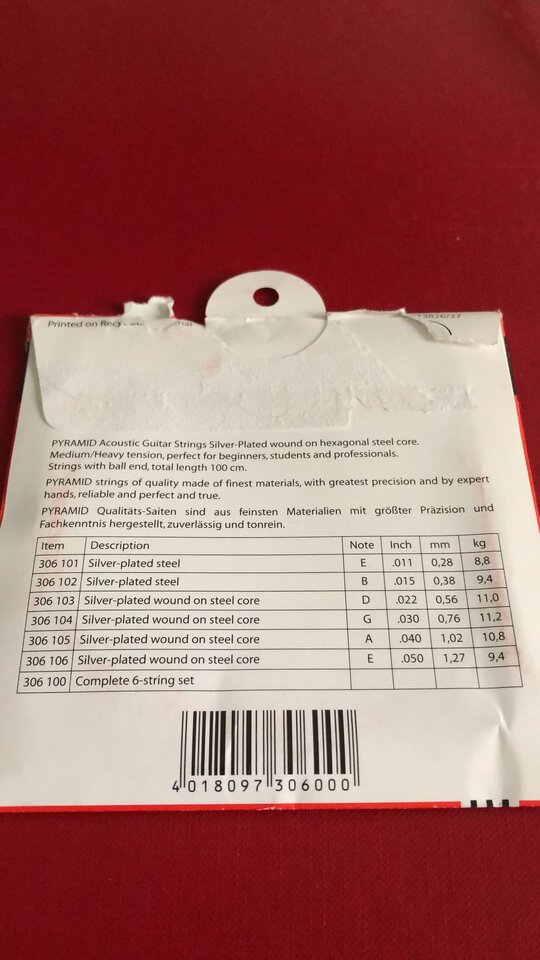 Printed on
13626/27
PYRAMID Acoustic Guitar Strings Silver-Plated wound on hexagonal steel core.
Medium/Heavy tension, perfect for beginners, students and professionals.
Strings with ball end, total length 100 cm.
PYRAMID strings of quality made of finest materials, with greatest precision and by expert
hands, reliable and perfect and true.
PYRAMID Qualitäts-Saiten sind aus feinsten Materialien mit größter Präzision und
Fachkenntnis hergestellt, zuverlässig und tonrein.
Item Description Note Inch mm kg
306 101 Silver-plated steel E .011 0,28 8,8
306 102 Silver-plated steel B .015 0,38 9,4
306 103 Silver-plated wound on steel core D .022 0,56 11,0
306 104 Silver-plated wound on steel core G .030 0,76 11,2
306 105 Silver-plated wound on steel core A .040 1,02 10,8
306 106 Silver-plated wound on steel core E .050 1,27 9,4
306 100 Complete 6-string set
4 018097 306000